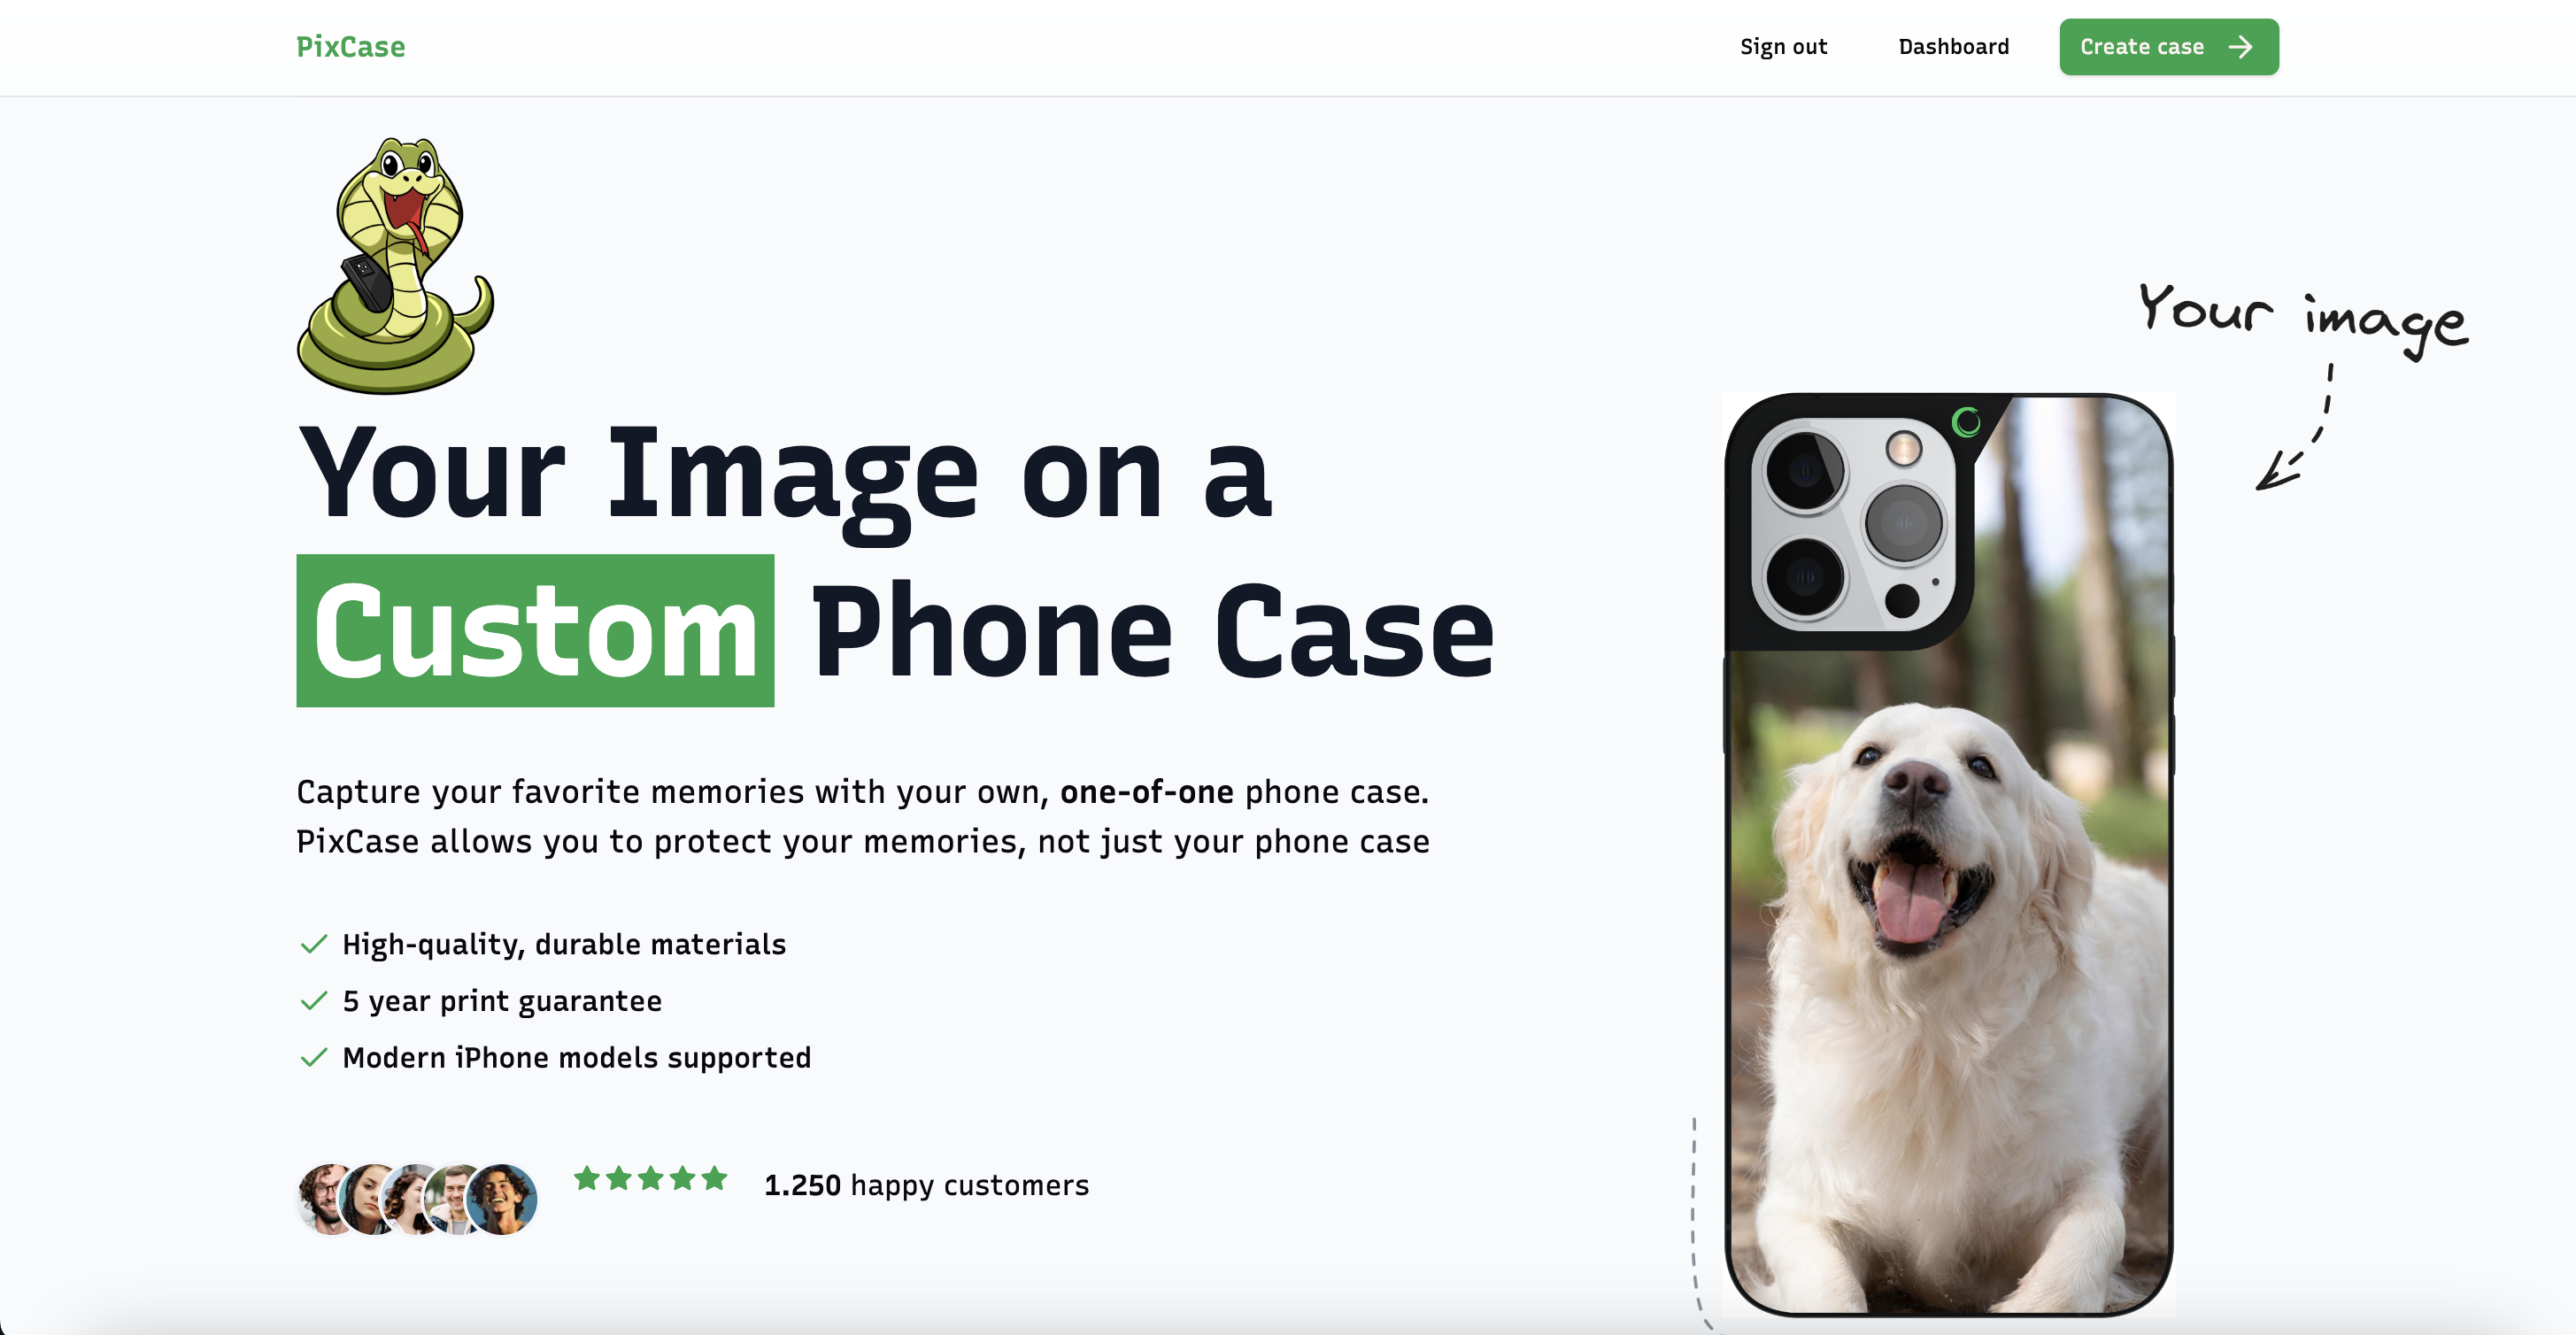 PixCase
Sign out
Dashboard
Create case
Your image
Your Image on a
Custom Phone Case
Capture your favorite memories with your own, one-of-one phone case.
PixCase allows you to protect your memories, not just your phone case
High-quality, durable materials
5 year print guarantee
Modern iPhone models supported
1.250 happy customers